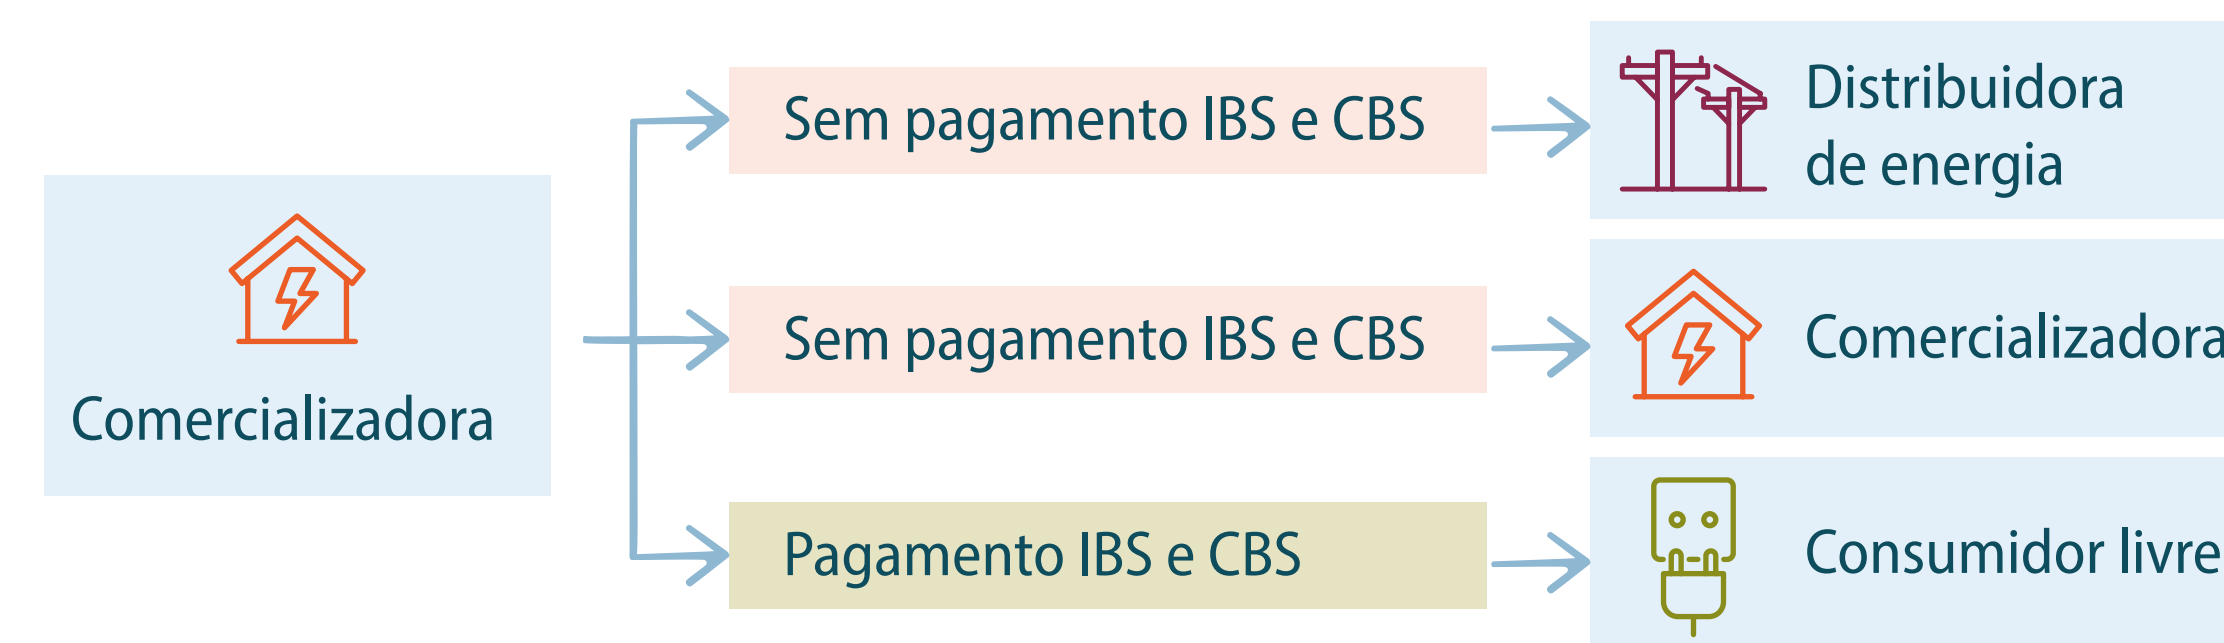 Sem pagamento IBS e CBS
Distribuidora
de energia
Comercializadora
Sem pagamento IBS e CBS
Comercializadora
Pagamento IBS e CBS
Consumidor livre